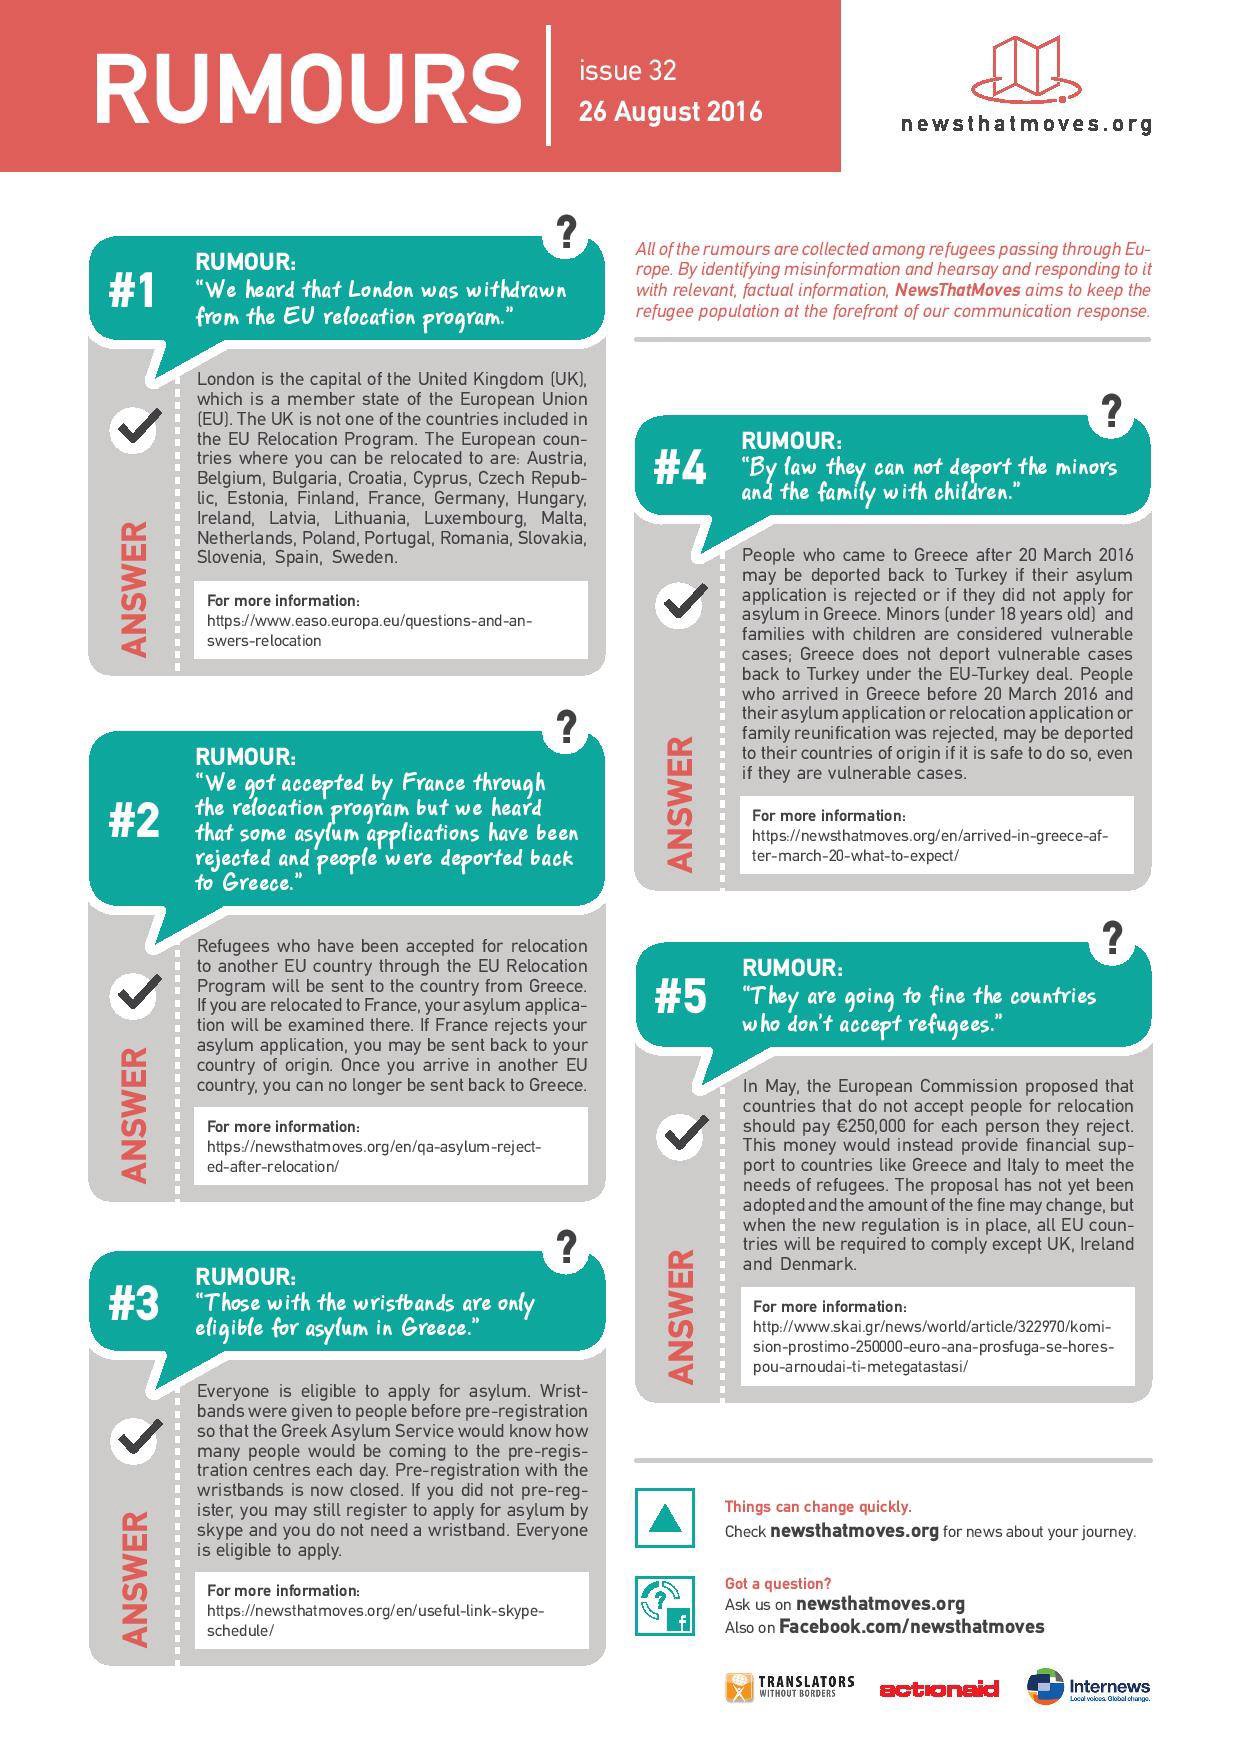 RUMOURS
issue 32
26 August 2016
newsthatmoves.org
?
#1
RUMOUR:
“We heard that London was withdrawn
from the EU relocation program.”
London is the capital of the United Kingdom (UK),
which is a member state of the European Union
(EU). The UK is not one of the countries included in
the EU Relocation Program. The European coun-
tries where you can be relocated to are: Austria,
Belgium, Bulgaria, Croatia, Cyprus, Czech Repub-
lic, Estonia, Finland, France, Germany, Hungary,
Ireland, Latvia, Lithuania, Luxembourg, Malta,
Netherlands, Poland, Portugal, Romania, Slovakia,
Slovenia, Spain, Sweden.
ANSWER
For more information:
https://www.easo.europa.eu/questions-and-an-
swers-relocation
?
#2
RUMOUR:
“We got accepted by France through
the relocation program but we heard
that some asylum applications have been
rejected and people were deported back
to Greece.”
Refugees who have been accepted for relocation
to another EU country through the EU Relocation
Program will be sent to the country from Greece.
If you are relocated to France, your asylum applica-
tion will be examined there. If France rejects your
asylum application, you may be sent back to your
country of origin. Once you arrive in another EU
country, you can no longer be sent back to Greece.
ANSWER
For more information:
https://newsthatmoves.org/en/qa-asylum-reject-
ed-after-relocation/
?
#3
RUMOUR:
“Those with the wristbands are only
eligible for asylum in Greece.”
Everyone is eligible to apply for asylum. Wrist-
bands were given to people before pre-registration
so that the Greek Asylum Service would know how
many people would be coming to the pre-regis-
tration centres each day. Pre-registration with the
wristbands is now closed. If you did not pre-reg-
ister, you may still register to apply for asylum by
skype and you do not need a wristband. Everyone
is eligible to apply.
ANSWER
For more information:
https://newsthatmoves.org/en/useful-link-skype-
schedule/
All of the rumours are collected among refugees passing through Eu-
rope. By identifying misinformation and hearsay and responding to it
with relevant, factual information, NewsThatMoves aims to keep the
refugee population at the forefront of our communication response.
?
#4
RUMOUR:
“By law they can not deport the minors
and the family with children.”
People who came to Greece after 20 March 2016
may be deported back to Turkey if their asylum
application is rejected or if they did not apply for
asylum in Greece. Minors (under 18 years old) and
families with children are considered vulnerable
cases; Greece does not deport vulnerable cases
back to Turkey under the EU-Turkey deal. People
who arrived in Greece before 20 March 2016 and
their asylum application or relocation application or
family reunification was rejected, may be deported
to their countries of origin if it is safe to do so, even
if they are vulnerable cases.
ANSWER
For more information:
https://newsthatmoves.org/en/arrived-in-greece-af-
ter-march-20-what-to-expect/
?
#5
RUMOUR:
“They are going to fine the countries
who don’t accept refugees.”
In May, the European Commission proposed that
countries that do not accept people for relocation
should pay €250,000 for each person they reject.
This money would instead provide financial sup-
port to countries like Greece and Italy to meet the
needs of refugees. The proposal has not yet been
adopted and the amount of the fine may change, but
when the new regulation is in place, all EU coun-
tries will be required to comply except UK, Ireland
and Denmark.
ANSWER
For more information:
http://www.skai.gr/news/world/article/322970/komi-
sion-prostimo-250000-euro-ana-prosfuga-se-hores-
pou-arnoudai-ti-metegatastasi/
Things can change quickly.
Check newsthatmoves.org for news about your journey.
?
f
Got a question?
Ask us on newsthatmoves.org
Also on Facebook.com/newsthatmoves
TRANSLATORS
WITHOUT BORDERS
actionaid
Internews
Local voices. Global change.